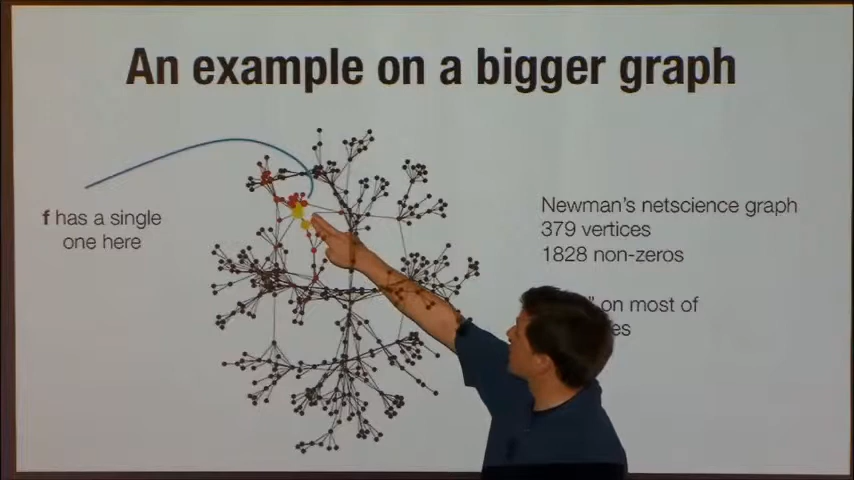 An example on a bigger graph
f has a single
one here
Newman's netscience graph
379 vertices
1828 non-zeros
" on most of